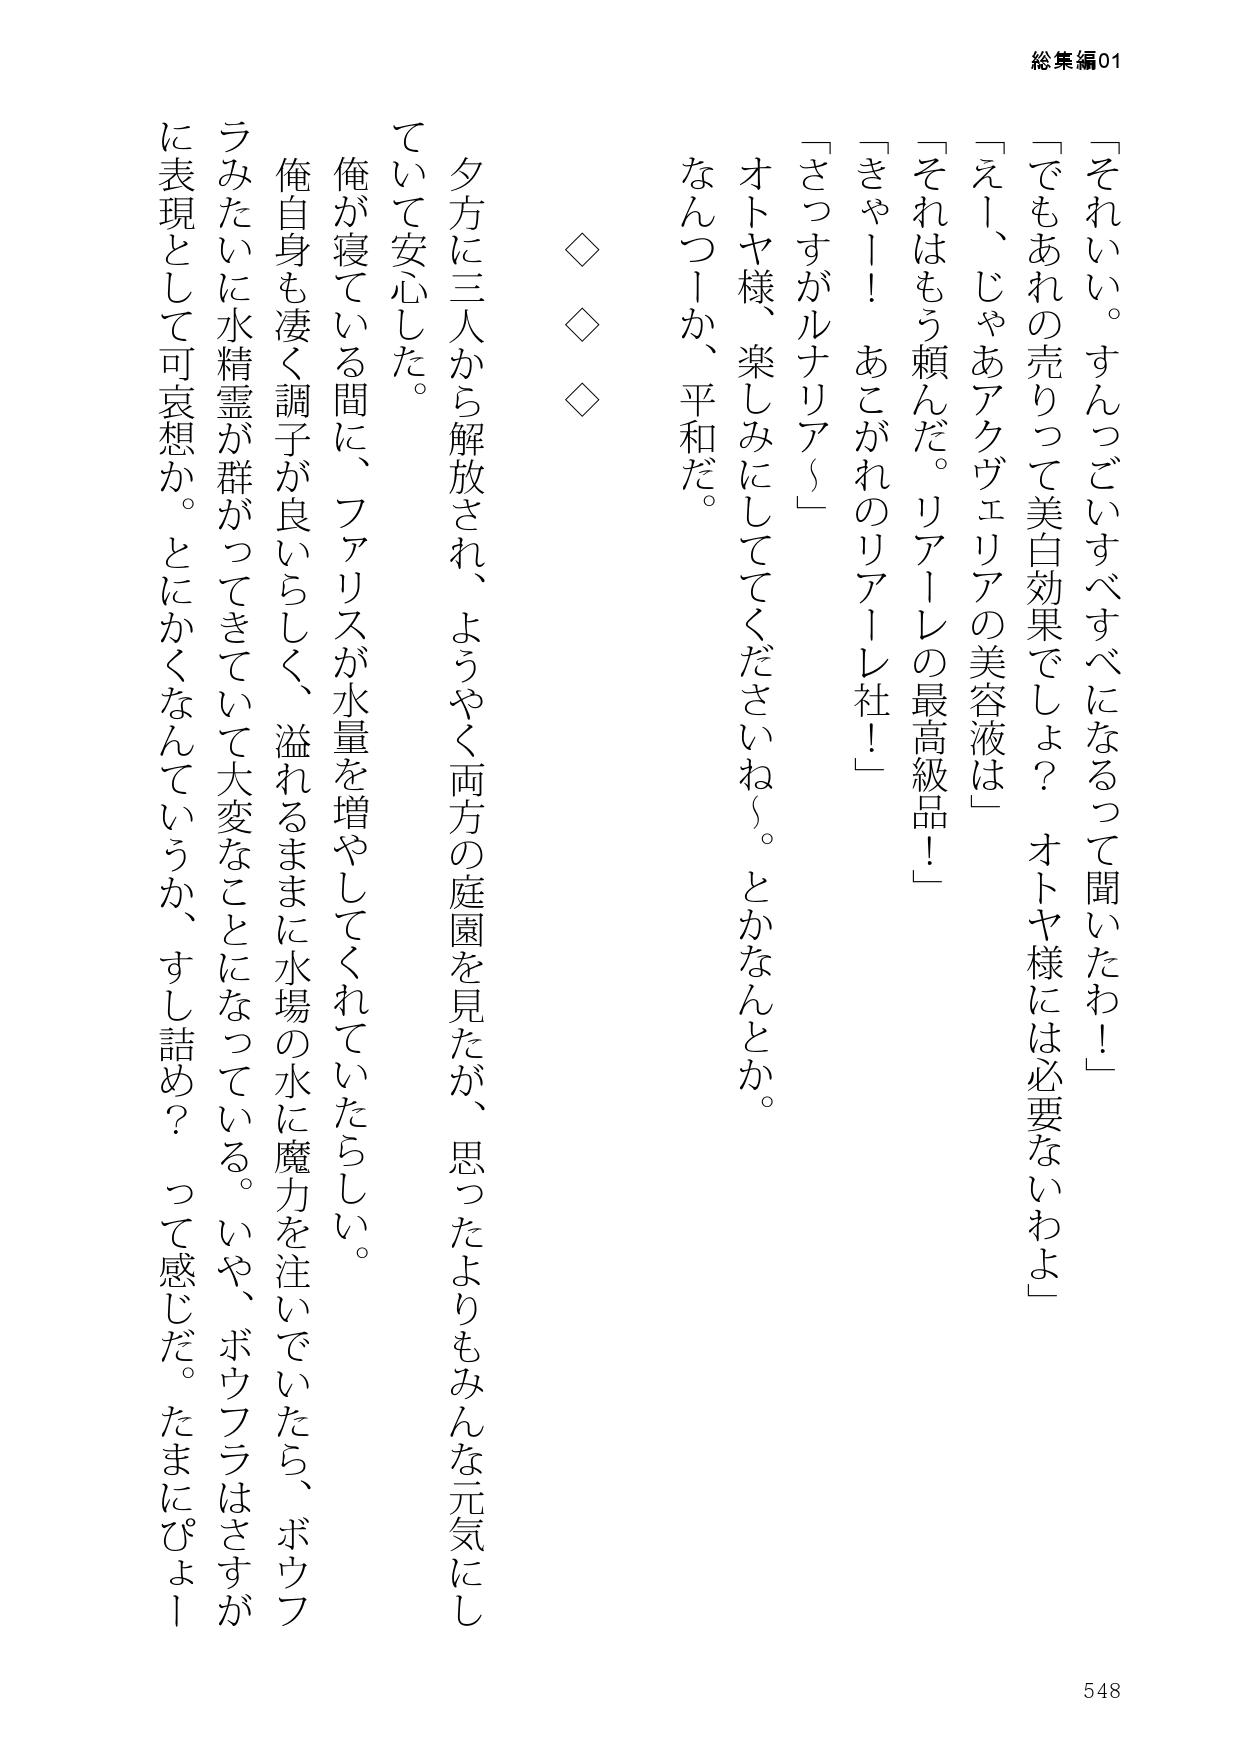 総集編01
「それいい。すんっごいすべすべになるって聞いたわ！」
「でもあれの売りって美白効果でしょ？　オトヤ様には必要ないわよ」
「えー、じゃあアクヴェリアの美容液は」
「それはもう頼んだ。リアーレの最高級品！」
「きゃー！　あこがれのリアーレ社！」
「さっすがルナリア～」
　オトヤ様、楽しみにしててくださいね～。とかなんとか。
　なんつーか、平和だ。
◇　◇　◇
　夕方に三人から解放され、ようやく両方の庭園を見たが、思ったよりもみんな元気にし
ていて安心した。
　俺が寝ている間に、ファリスが水量を増やしてくれていたらしい。
　俺自身も凄く調子が良いらしく、溢れるままに水場の水に魔力を注いでいたら、ボウフ
ラみたいに水精霊が群がってきていて大変なことになっている。いや、ボウフラはさすが
に表現として可哀想か。とにかくなんていうか、すし詰め？　って感じだ。たまにぴょー
548